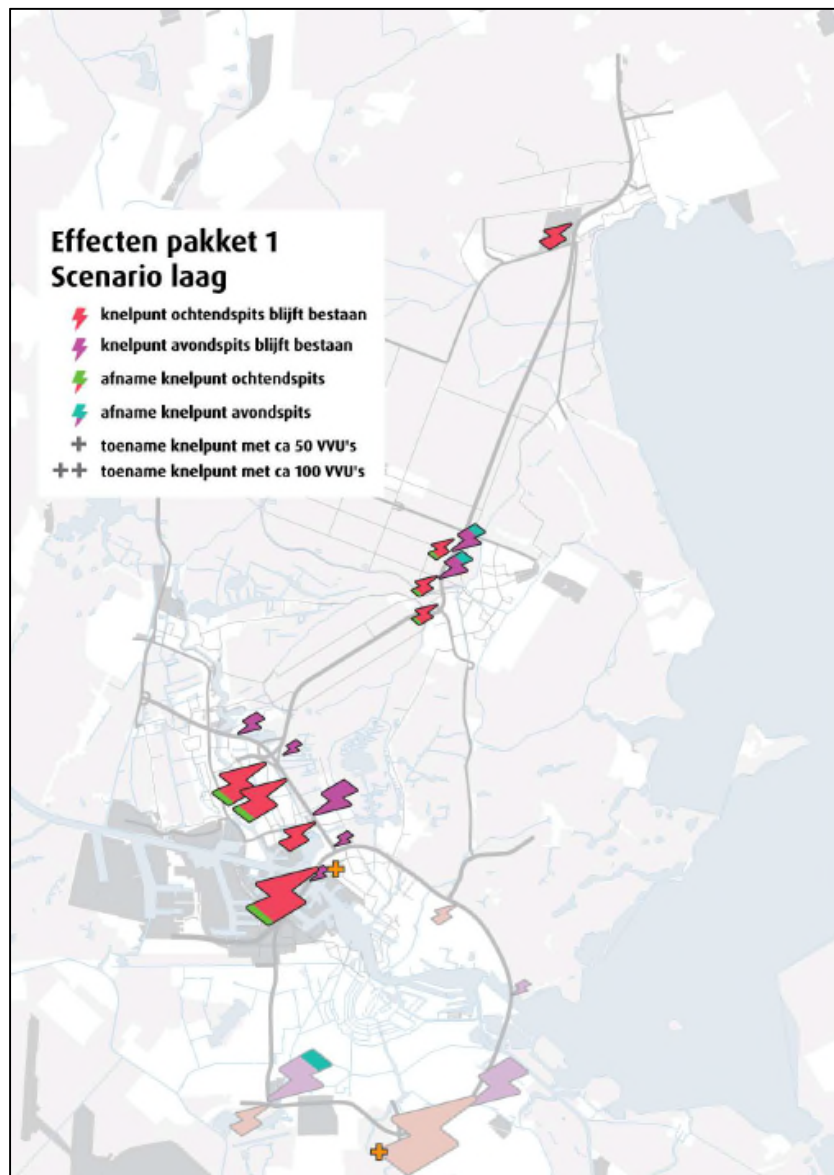 Effecten pakket 1
Scenario laag
knelpunt ochtendspits blijft bestaan
knelpunt avondspits blijft bestaan
afname knelpunt ochtendspits
afname knelpunt avondspits
+ toename knelpunt met ca 50 VVU's
++ toename knelpunt met ca 100 VVU's